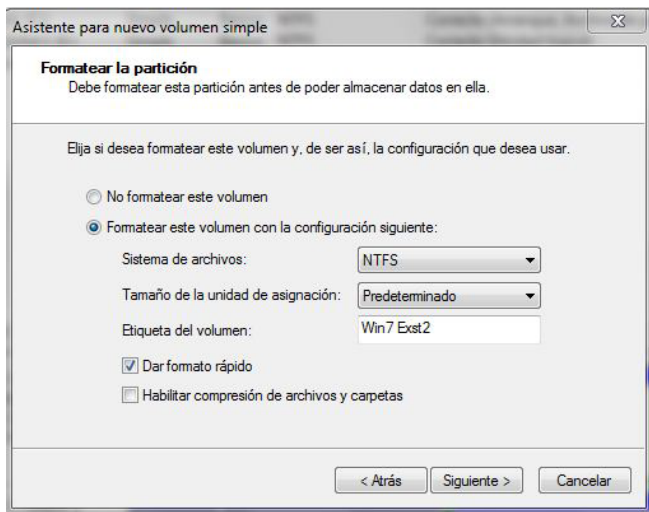 Asistente para nuevo volumen simple
Formatear la partición
Debe formatear esta partición antes de poder almacenar datos en ella.
Elija si desea formatear este volumen y, de ser así, la configuración que desea usar.
No formatear este volumen
Formatear este volumen con la configuración siguiente:
Sistema de archivos: NTFS
Tamaño de la unidad de asignación: Predeterminado
Etiqueta del volumen: Win7 Exst2
Dar formato rápido
Habilitar compresión de archivos y carpetas
< Atrás Siguiente > Cancelar